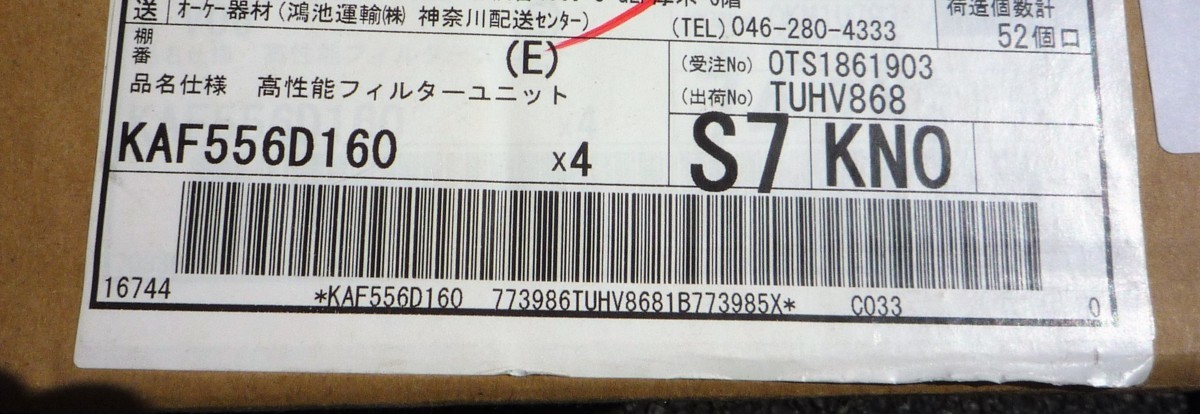 送 オーケー器材(鴻池運輸㈱ 神奈川配送センター) (TEL)046-280-4333
荷造個数計
52個口
棚番
(E)
(受注No) OTS1861903
品名仕様 高性能フィルターユニット
(出荷No) TUHV868
KAF556D160 x4
S7 KNO
16744 *KAF556D160 773986TUHV8681B773985X* C033 0